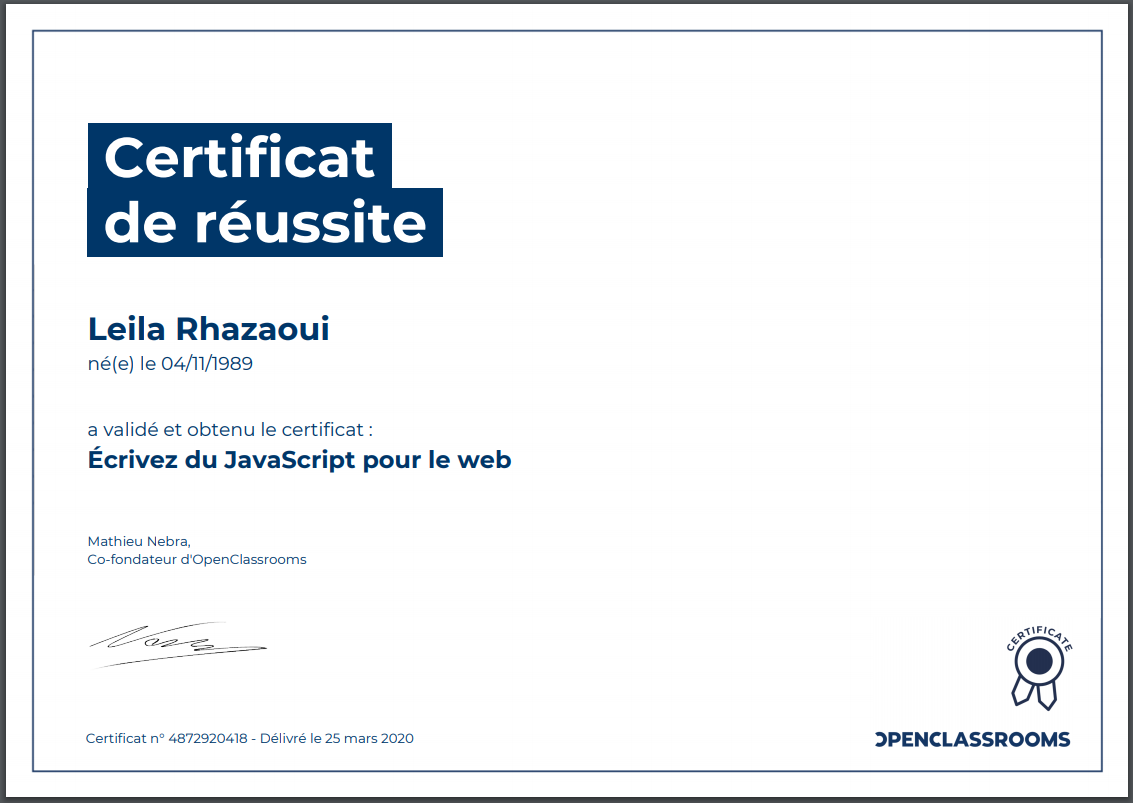 Certificat
de réussite
Leila Rhazaoui
né(e) le 04/11/1989
a validé et obtenu le certificat :
Écrivez du JavaScript pour le web
Mathieu Nebra,
Co-fondateur d'OpenClassrooms
CERTIFICATE
Certificat n° 4872920418 - Délivré le 25 mars 2020
OPENCLASSROOMS